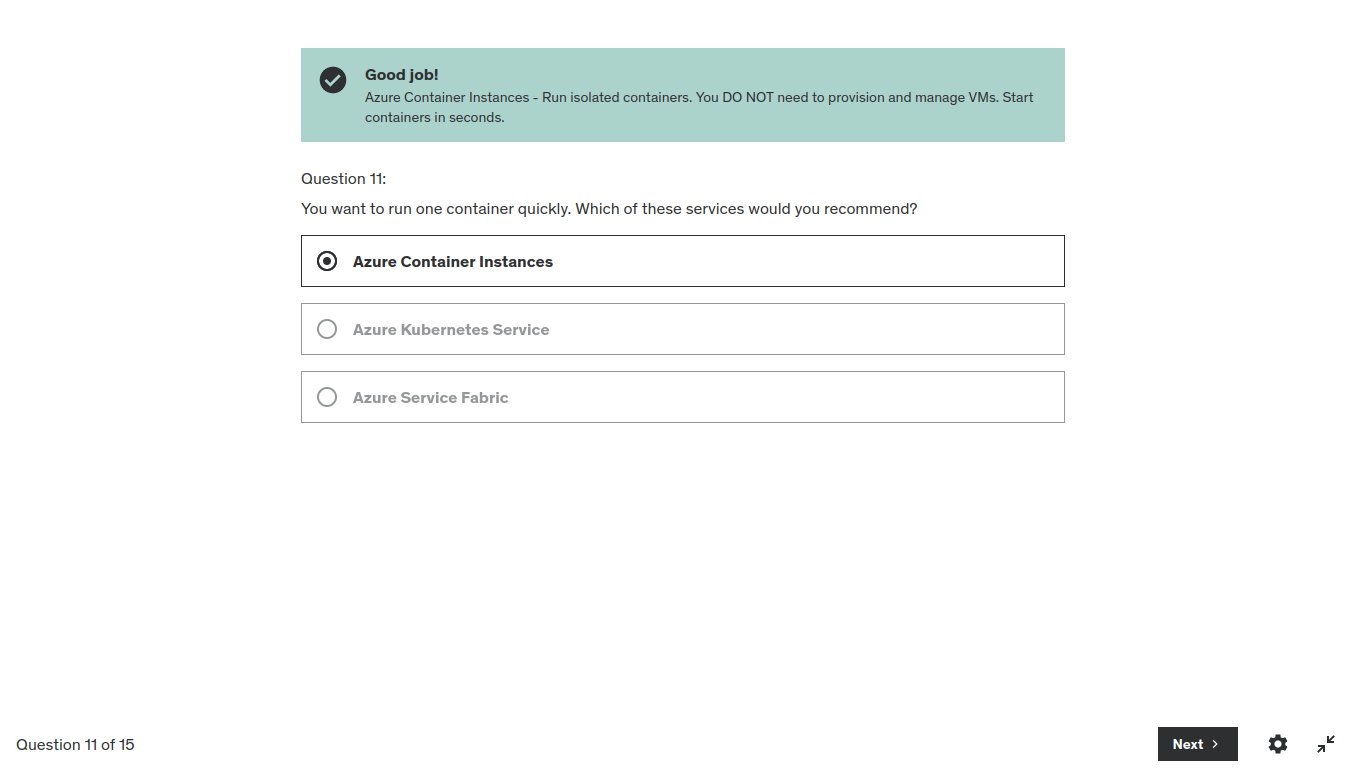 Good job!
Azure Container Instances - Run isolated containers. You DO NOT need to provision and manage VMs. Start
containers in seconds.
Question 11:
You want to run one container quickly. Which of these services would you recommend?
Azure Container Instances
Azure Kubernetes Service
Azure Service Fabric
Question 11 of 15
Next